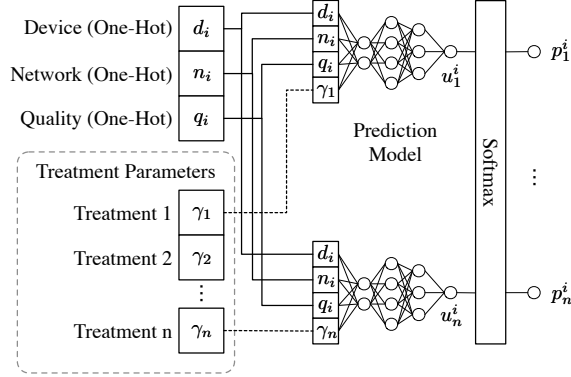 Device (One-Hot) d_i
Network (One-Hot) n_i
Quality (One-Hot) q_i
Treatment Parameters
Treatment 1 γ_1
Treatment 2 γ_2
⋮
Treatment n γ_n
d_i
n_i
q_i
γ_1
u_1^i
Prediction
Model
d_i
n_i
q_i
γ_n
u_n^i
Softmax
p_1^i
⋮
p_n^i